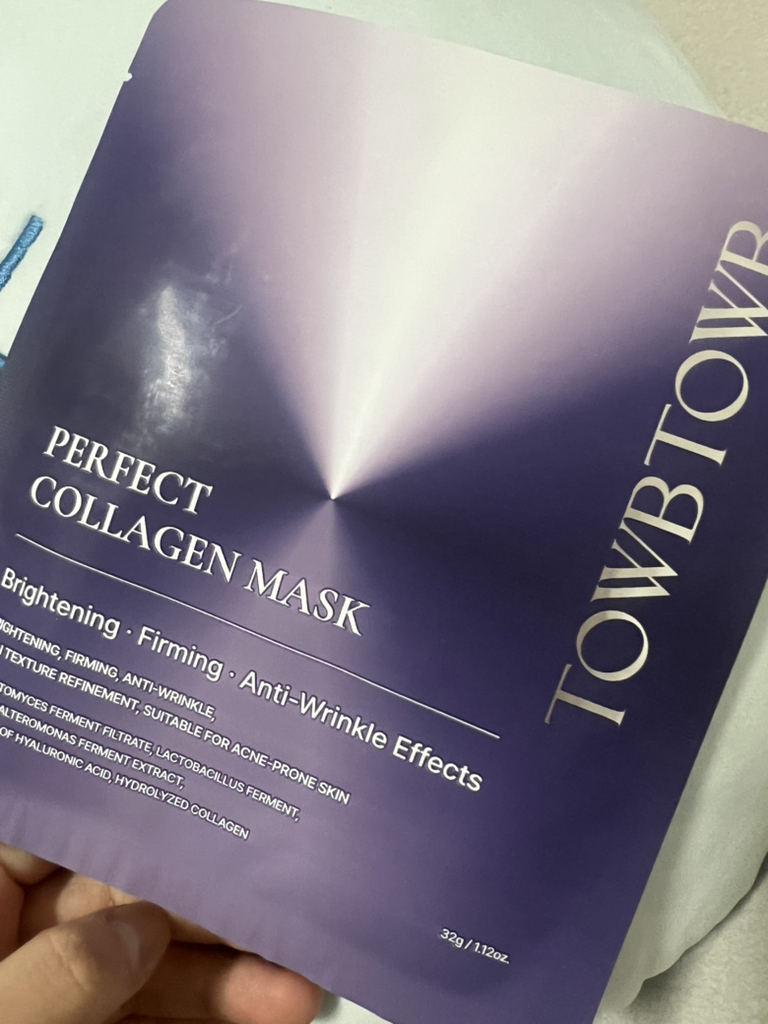 PERFECT
COLLAGEN MASK
Brightening · Firming · Anti-Wrinkle Effects
FIRMING, ANTI-WRINKLE,
TEXTURE REFINEMENT, SUITABLE FOR ACNE-PRONE SKIN
FERMENT FILTRATE, LACTOBACILLUS FERMENT,
ALTEROMONAS FERMENT EXTRACT,
OF HYALURONIC ACID, HYDROLYZED COLLAGEN
32g / 1.12oz.
TOWBTOWB